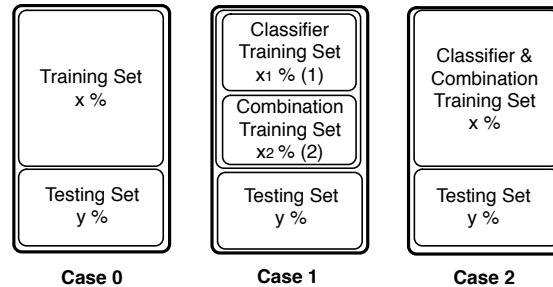 Training Set
x %
Testing Set
y %
Case 0
Classifier
Training Set
x1 % (1)
Combination
Training Set
x2 % (2)
Testing Set
y %
Case 1
Classifier &
Combination
Training Set
x %
Testing Set
y %
Case 2